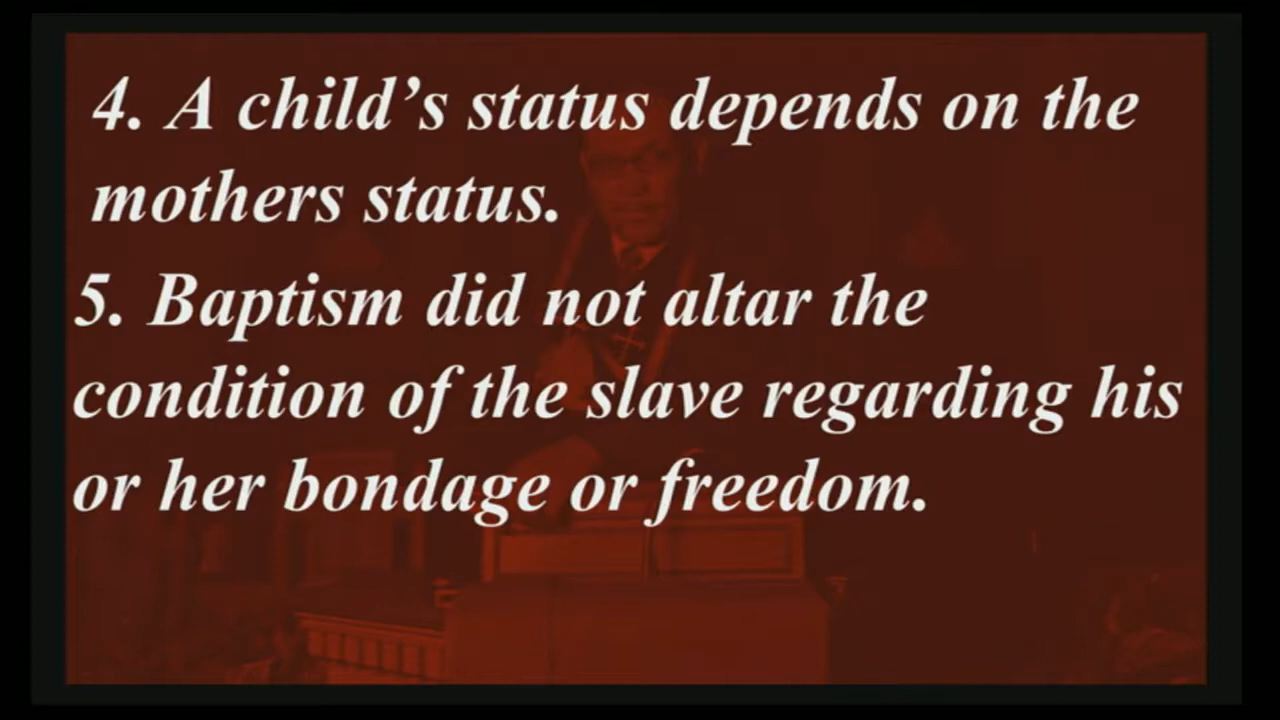 4. A child’s status depends on the
mothers status.
5. Baptism did not altar the
condition of the slave regarding his
or her bondage or freedom.